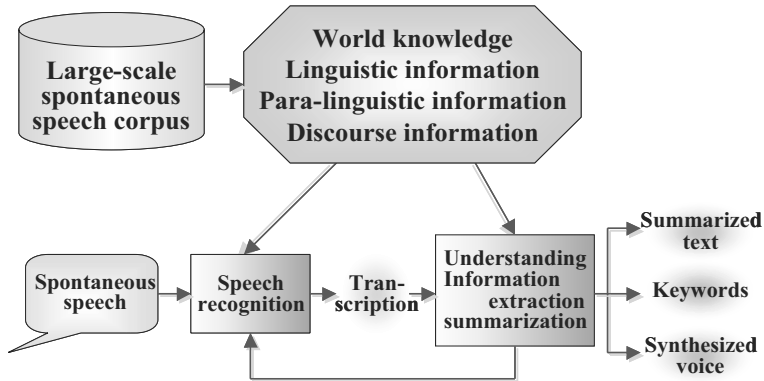 Large-scale
spontaneous
speech corpus
World knowledge
Linguistic information
Para-linguistic information
Discourse information
Spontaneous
speech
Speech
recognition
Tran-
scription
Understanding
Information
extraction
summarization
Summarized
text
Keywords
Synthesized
voice